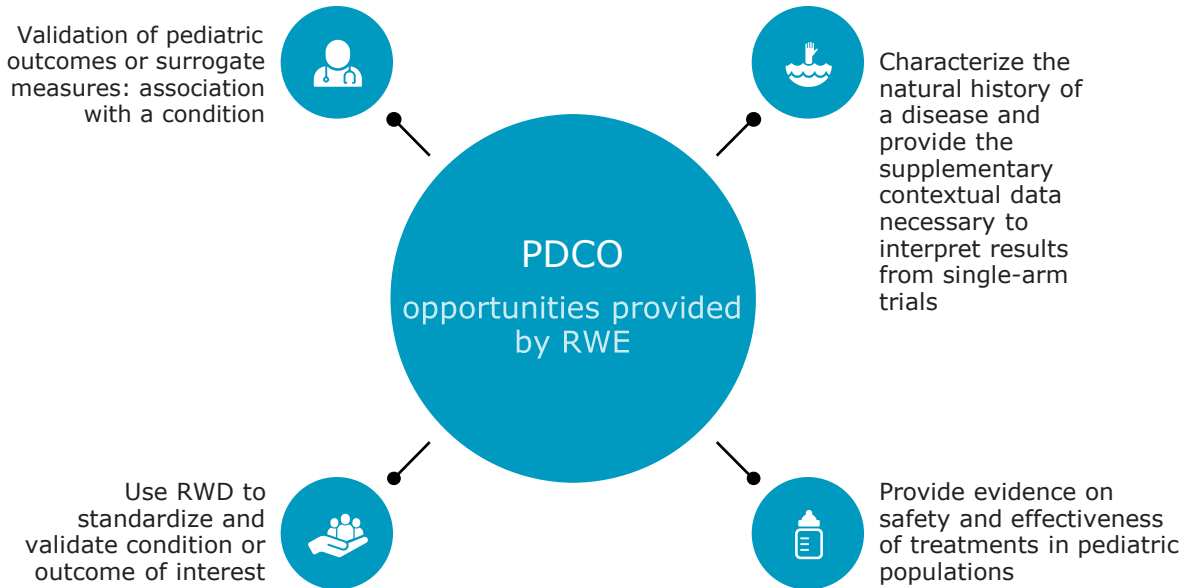 Validation of pediatric
outcomes or surrogate
measures: association
with a condition
Characterize the
natural history of
a disease and
provide the
supplementary
contextual data
necessary to
interpret results
from single-arm
trials
PDCO
opportunities provided
by RWE
Use RWD to
standardize and
validate condition or
outcome of interest
Provide evidence on
safety and effectiveness
of treatments in pediatric
populations